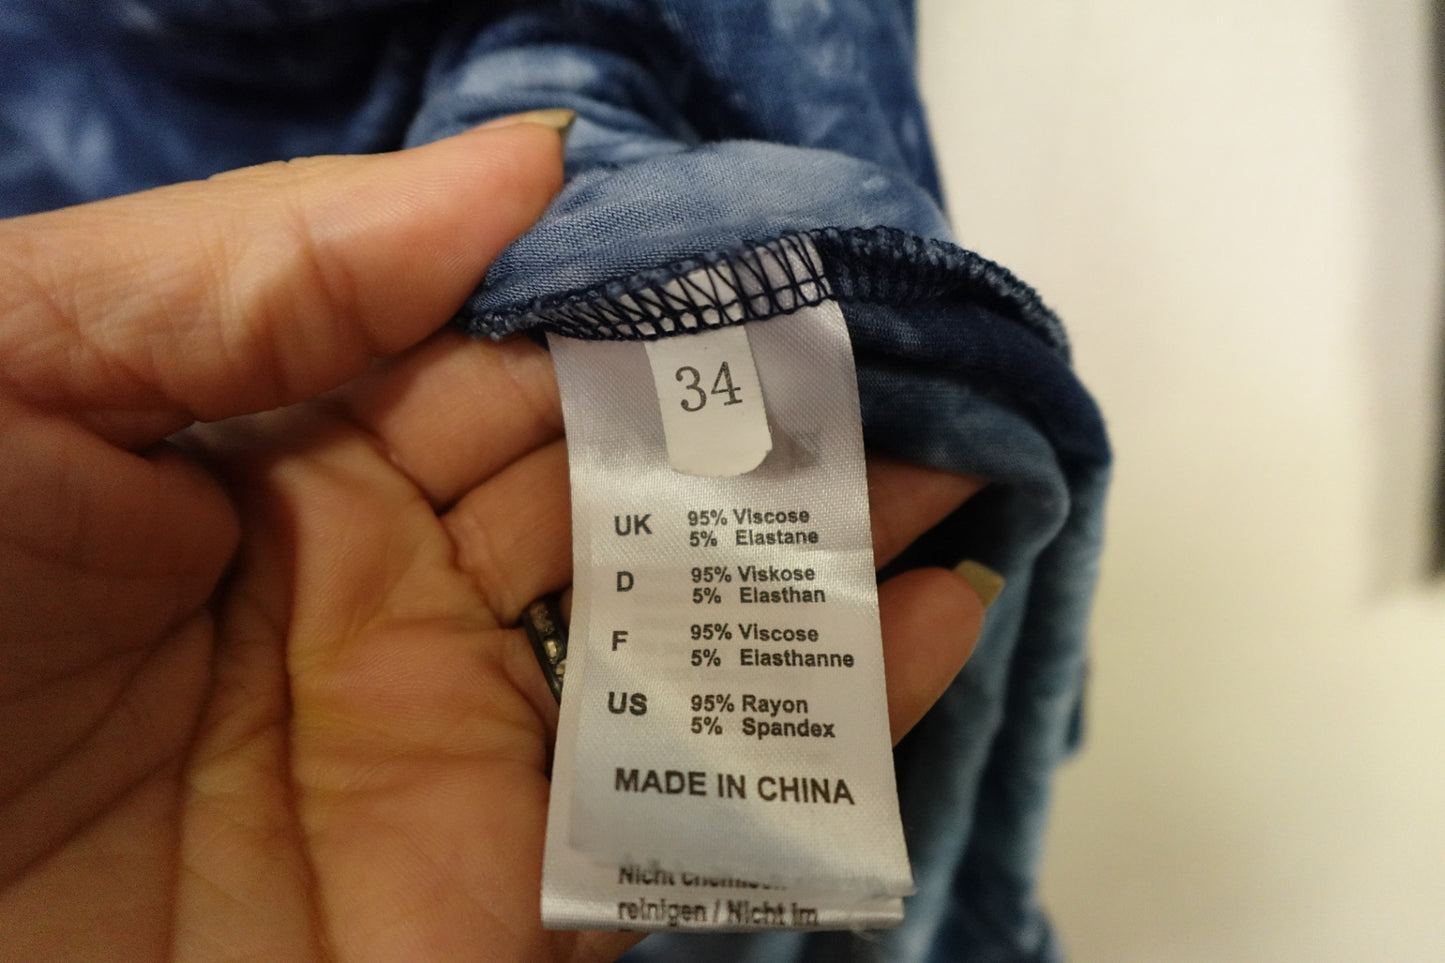 34
UK 95% Viscose
5% Elastane
D 95% Viskose
5% Elasthan
F 95% Viscose
5% Elasthanne
US 95% Rayon
5% Spandex
MADE IN CHINA
Nicht
reinigen / Nicht im